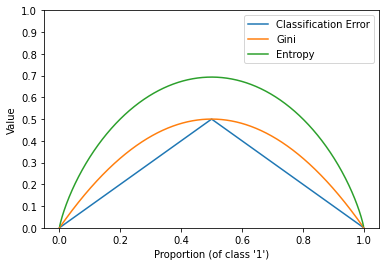 Classification Error
Gini
Entropy
1.0
0.9
0.8
0.7
0.6
0.5
0.4
0.3
0.2
0.1
0.0
Value
0.0 0.2 0.4 0.6 0.8 1.0
Proportion (of class '1')